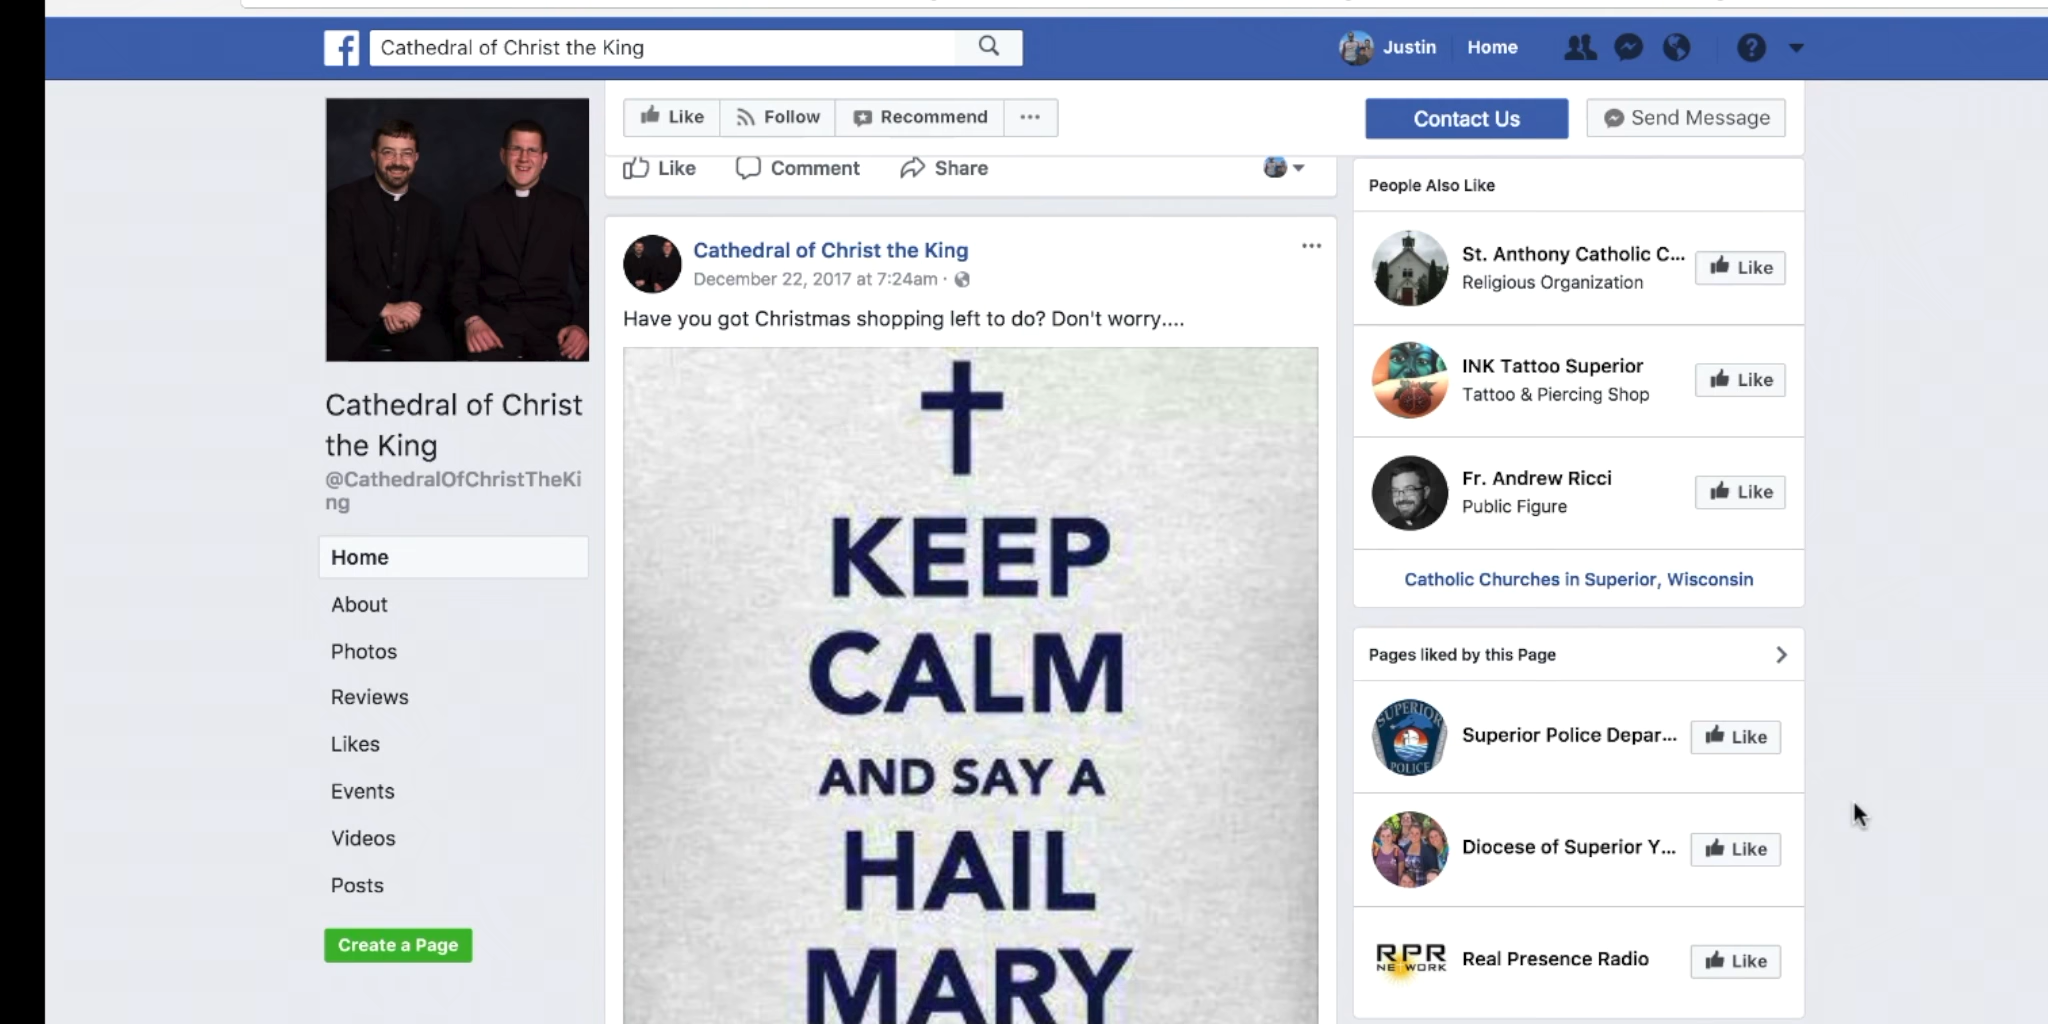 Cathedral of Christ the King
Justin
Home
Like
Follow
Recommend
...
Contact Us
Send Message
Like
Comment
Share
Cathedral of Christ
the King
@CathedralOfChristTheKi
ng
Home
About
Photos
Reviews
Likes
Events
Videos
Posts
Create a Page
Cathedral of Christ the King
December 22, 2017 at 7:24am ·
Have you got Christmas shopping left to do? Don't worry....
KEEP
CALM
AND SAY A
HAIL
MARY
People Also Like
St. Anthony Catholic C...
Religious Organization
Like
INK Tattoo Superior
Tattoo & Piercing Shop
Like
Fr. Andrew Ricci
Public Figure
Like
Catholic Churches in Superior, Wisconsin
Pages liked by this Page
SUPERIOR
POLICE
Superior Police Depar...
Like
Diocese of Superior Y...
Like
RPR
NETWORK
Real Presence Radio
Like